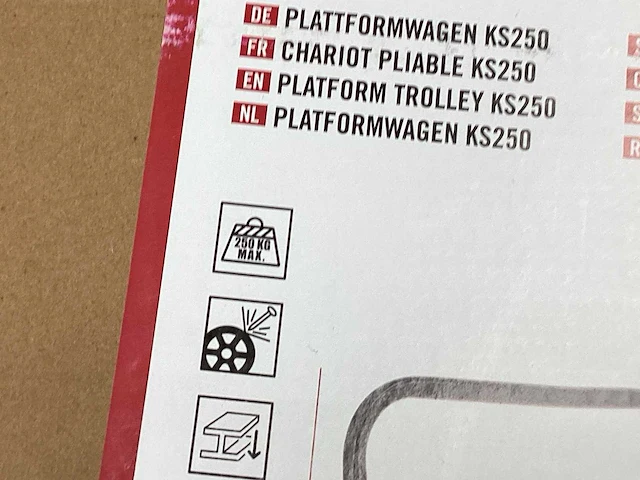 DE PLATTFORMWAGEN KS250
FR CHARIOT PLIABLE KS250
EN PLATFORM TROLLEY KS250
NL PLATFORMWAGEN KS250
250 KG
MAX.